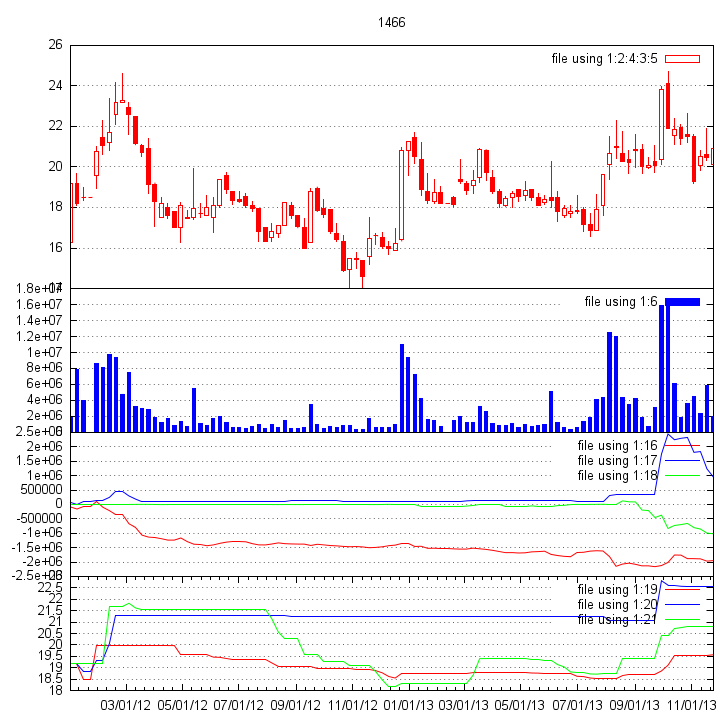 1466
26
file using 1:2:4:3:5
24
22
20
18
16
14
1.8e+07
file using 1:6
1.6e+07
1.4e+07
1.2e+07
1e+07
8e+06
6e+06
4e+06
2e+06
0
2.5e+06
file using 1:16
2e+06
file using 1:17
1.5e+06
file using 1:18
1e+06
500000
0
-500000
-1e+06
-1.5e+06
-2e+06
-2.5e+06
23
file using 1:19
22.5
file using 1:20
22
file using 1:21
21.5
21
20.5
20
19.5
19
18.5
18
03/01/12 05/01/12 07/01/12 09/01/12 11/01/12 01/01/13 03/01/13 05/01/13 07/01/13 09/01/13 11/01/13